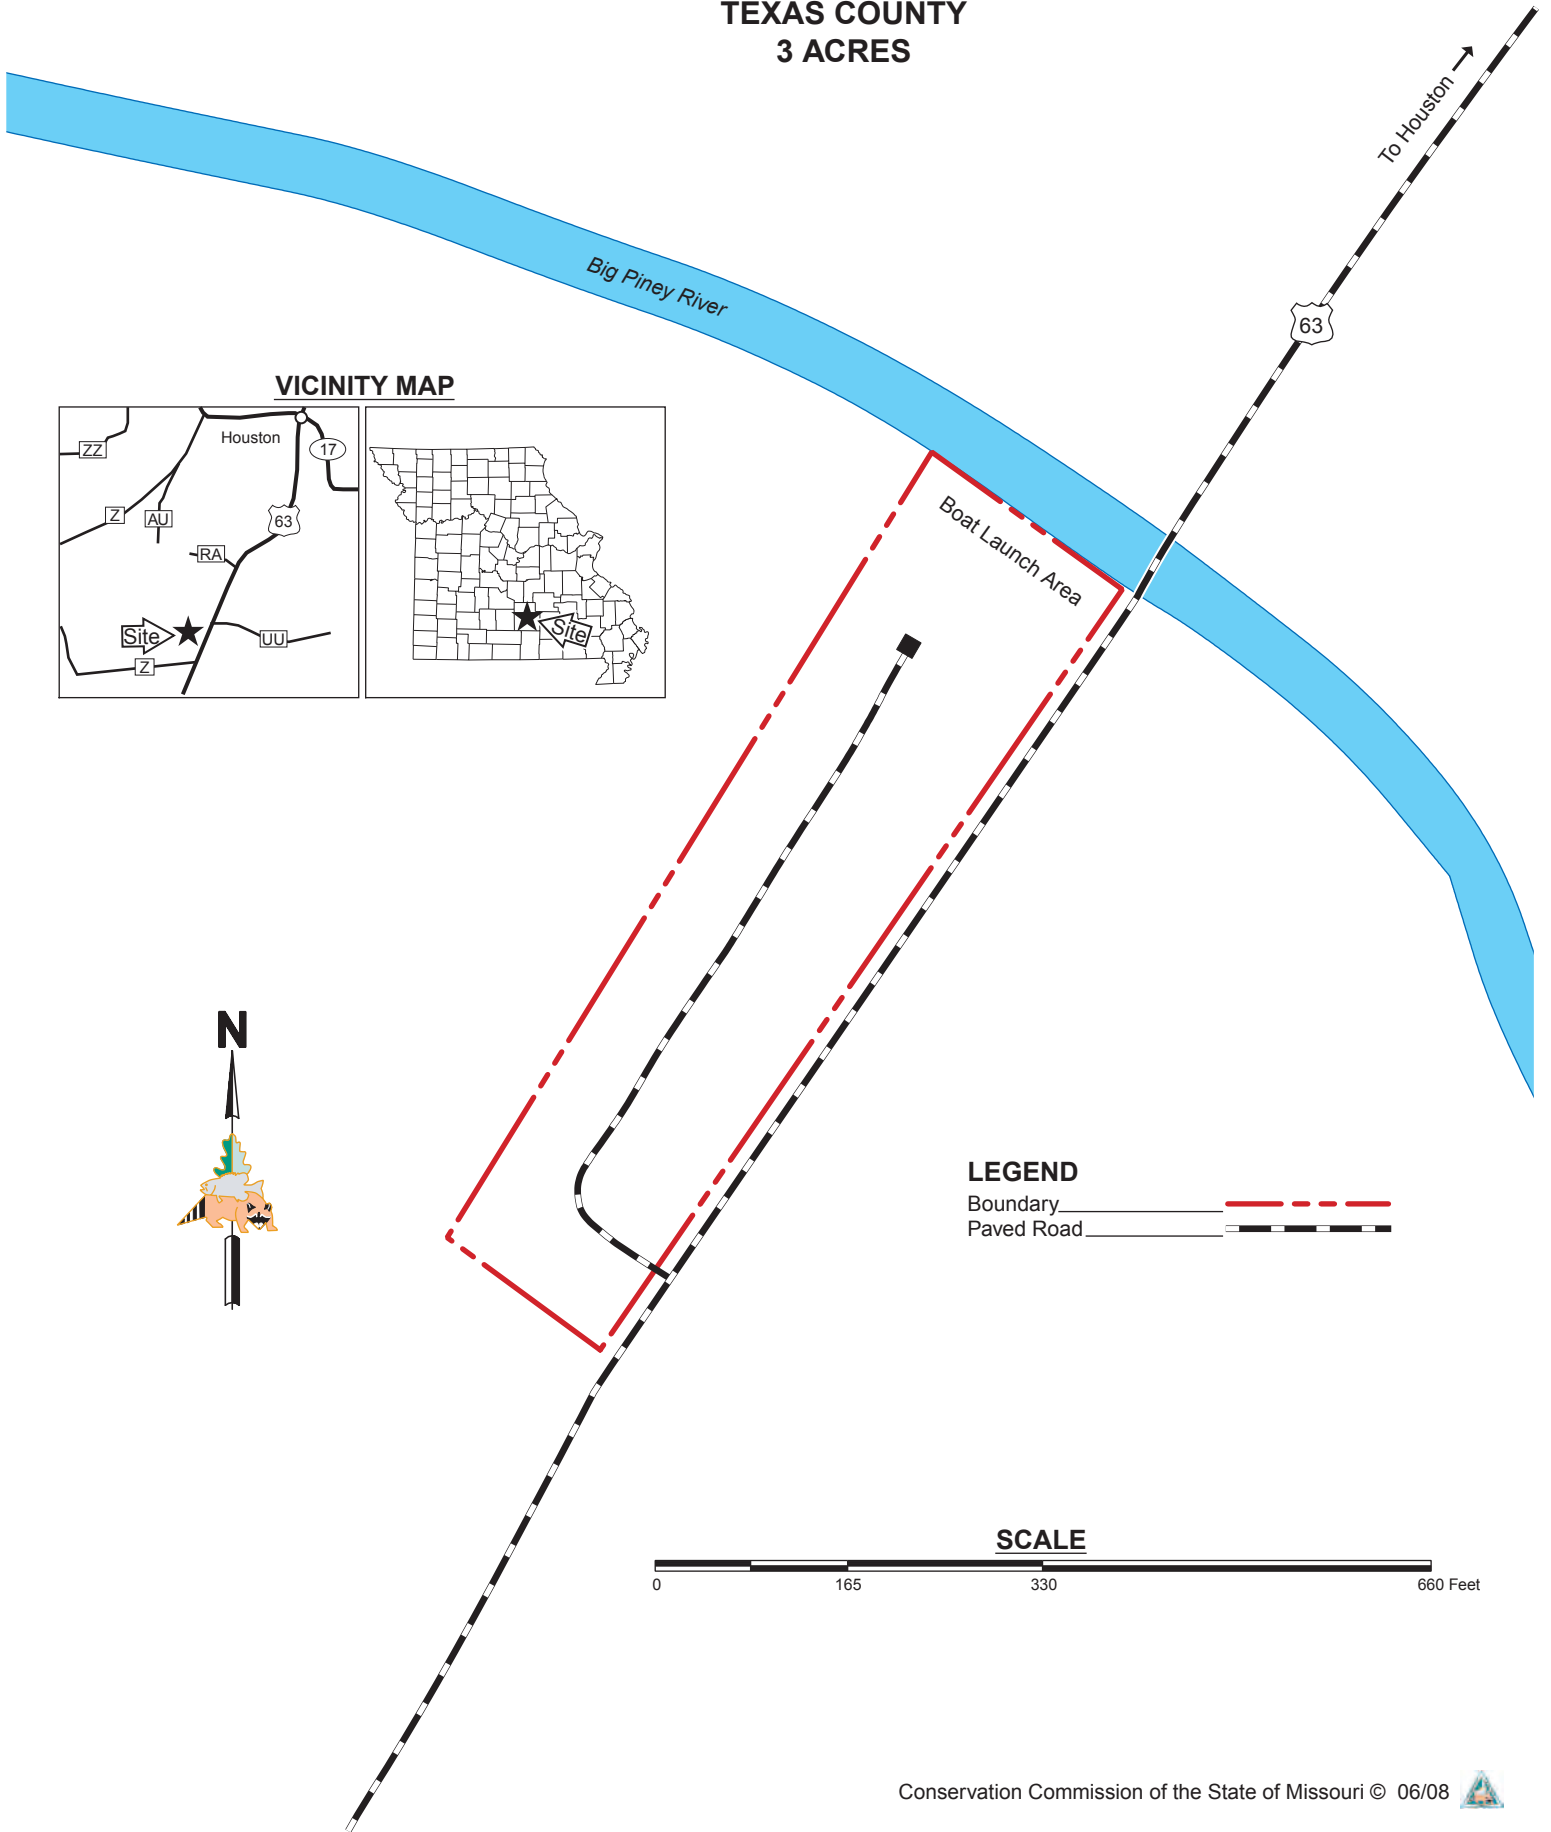 TEXAS COUNTY
3 ACRES
To Houston
63
Big Piney River
VICINITY MAP
Houston
ZZ
17
Z
AU
63
RA
Site
UU
Z
Site
Boat Launch Area
N
LEGEND
Boundary
Paved Road
SCALE
0 165 330 660 Feet
Conservation Commission of the State of Missouri © 06/08